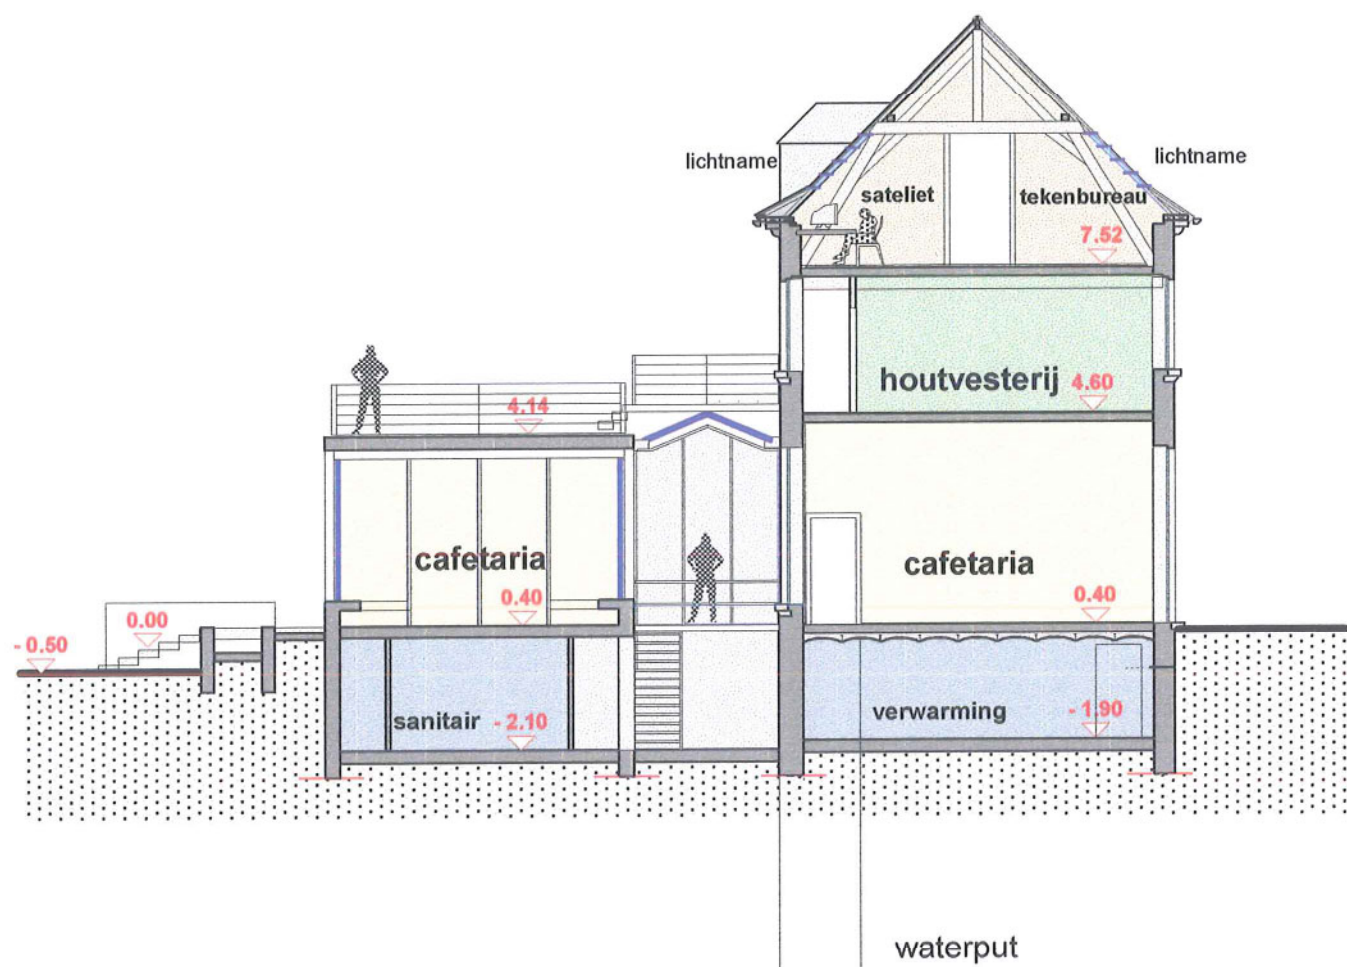 lichtname
lichtname
sateliet
tekenbureau
7.52
houtvesterij
4.60
4.14
cafetaria
cafetaria
0.40
0.40
0.00
- 0.50
sanitair
- 2.10
verwarming
- 1.90
waterput